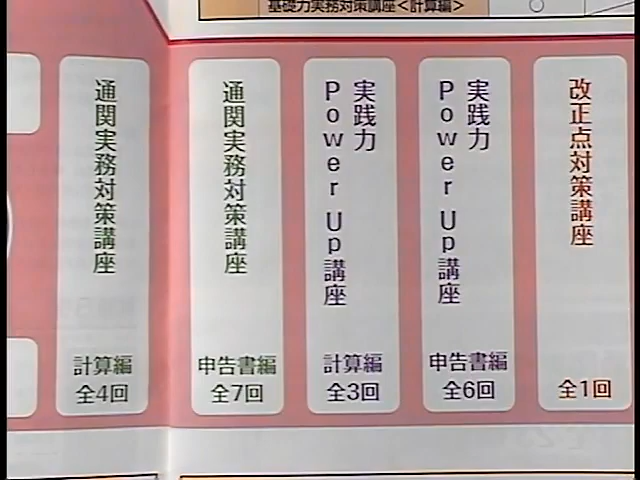 基礎力実務対策講座<計算編>
通関実務対策講座
計算編
全4回
通関実務対策講座
申告書編
全7回
実践力
Power Up講座
計算編
全3回
実践力
Power Up講座
申告書編
全6回
改正点対策講座
全1回